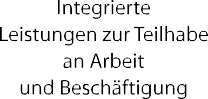 Integrierte
Leistungen zur Teilhabe
an Arbeit
und Beschäftigung